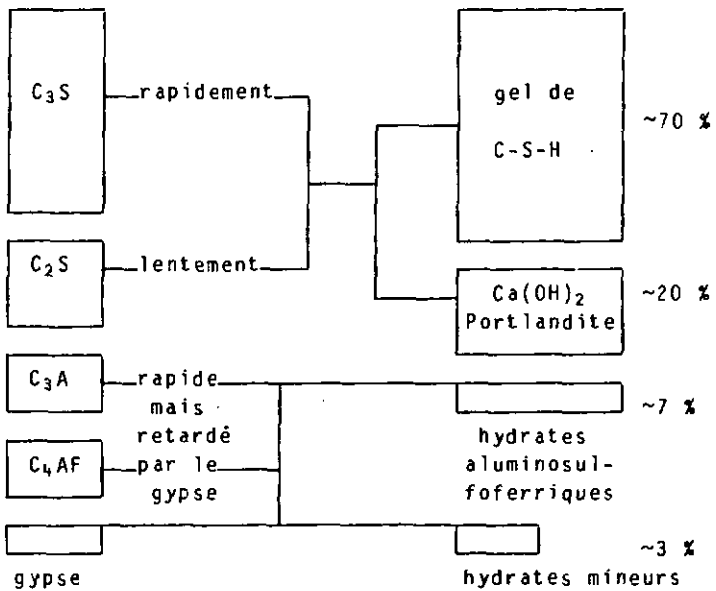 C₃S
rapidement
gel de
C-S-H
~70 %
C₂S
lentement
Ca(OH)₂
Portlandite
~20 %
C₃A
rapide
mais
retardé
par le
gypse
~7 %
C₄AF
hydrates
aluminosul-
foferriques
gypse
~3 %
hydrates mineurs